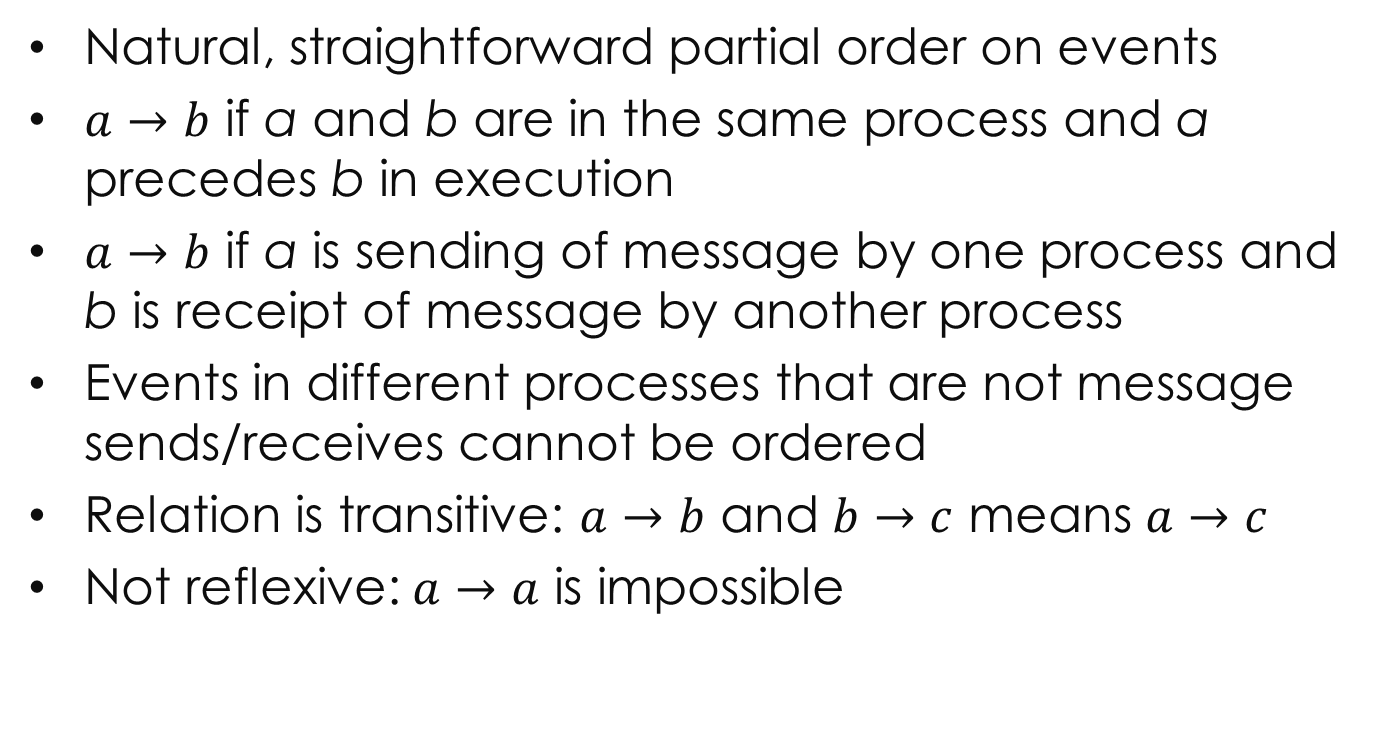 • Natural, straightforward partial order on events
• a → b if a and b are in the same process and a
precedes b in execution
• a → b if a is sending of message by one process and
b is receipt of message by another process
• Events in different processes that are not message
sends/receives cannot be ordered
• Relation is transitive: a → b and b → c means a → c
• Not reflexive: a → a is impossible